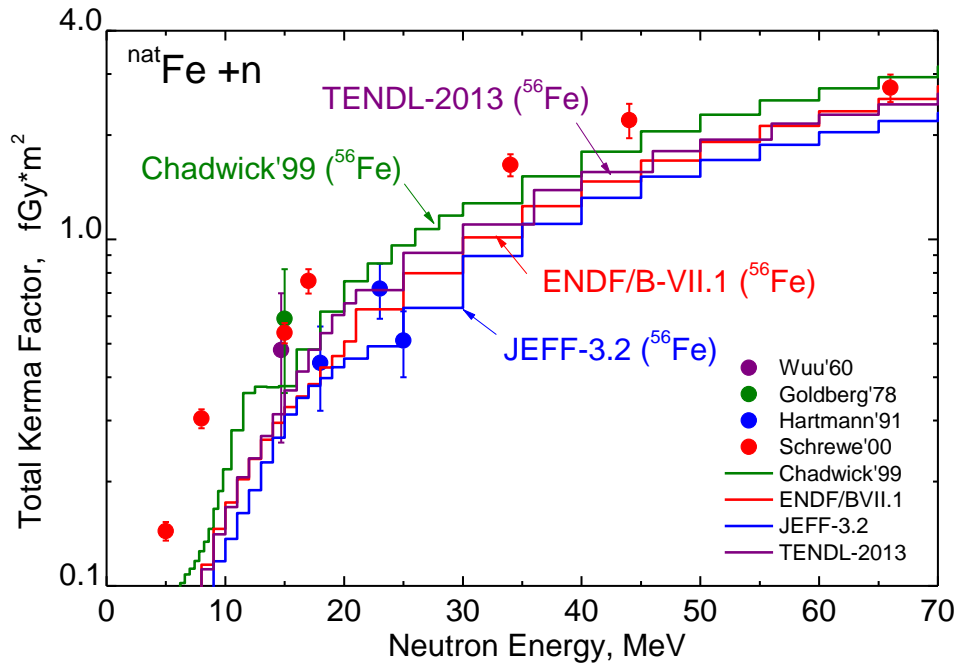 4.0
natFe +n
TENDL-2013 (56Fe)
Chadwick'99 (56Fe)
Total Kerma Factor, fGy*m2
1.0
ENDF/B-VII.1 (56Fe)
JEFF-3.2 (56Fe)
Wuu'60
Goldberg'78
Hartmann'91
Schrewe'00
Chadwick'99
ENDF/BVII.1
JEFF-3.2
TENDL-2013
0.1
0 10 20 30 40 50 60 70
Neutron Energy, MeV